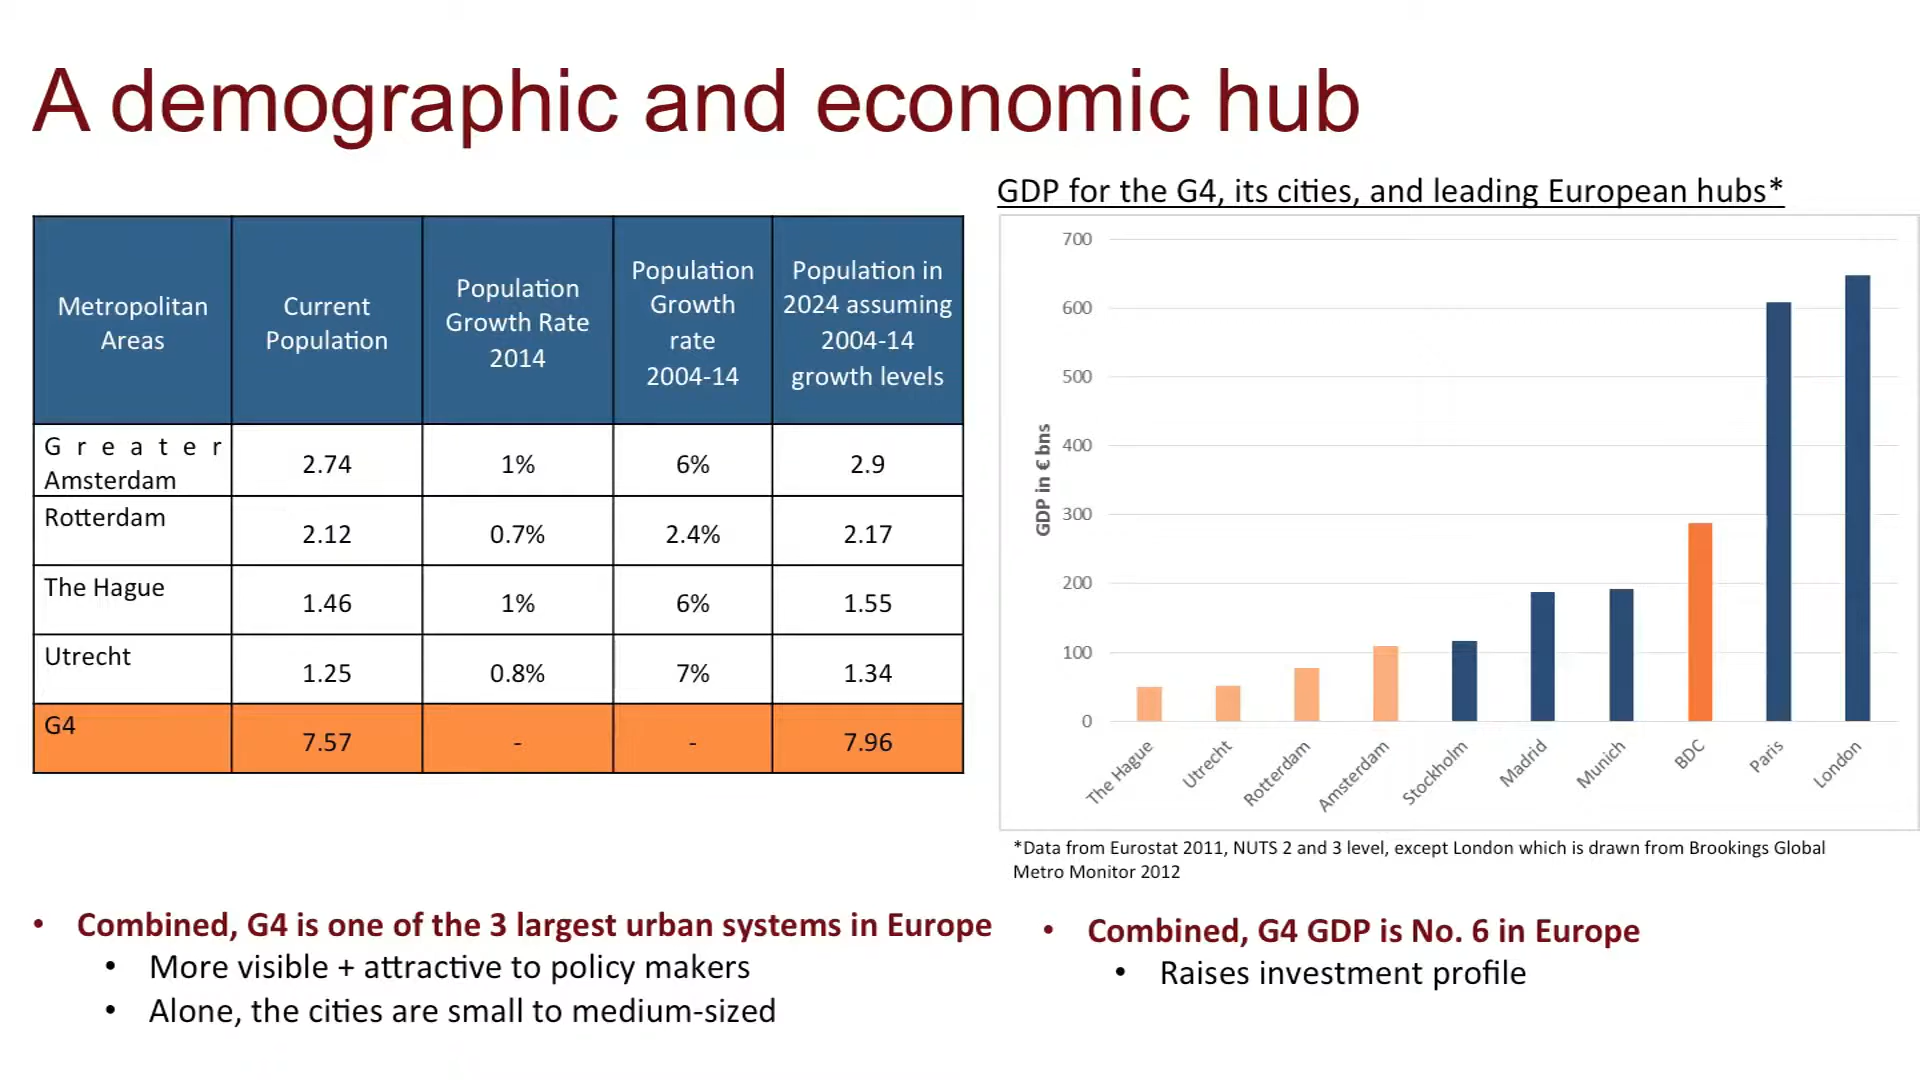 A demographic and economic hub
Metropolitan
Areas
Current
Population
Population
Growth Rate
2014
Population
Growth
rate
2004-14
Population in
2024 assuming
2004-14
growth levels
Greater
Amsterdam
2.74
1%
6%
2.9
Rotterdam
2.12
0.7%
2.4%
2.17
The Hague
1.46
1%
6%
1.55
Utrecht
1.25
0.8%
7%
1.34
G4
7.57
-
-
7.96
GDP for the G4, its cities, and leading European hubs*
GDP in € bns
700
600
500
400
300
200
100
0
The Hague
Utrecht
Rotterdam
Amsterdam
Stockholm
Madrid
Munich
BDC
Paris
London
*Data from Eurostat 2011, NUTS 2 and 3 level, except London which is drawn from Brookings Global
Metro Monitor 2012
• Combined, G4 is one of the 3 largest urban systems in Europe
• More visible + attractive to policy makers
• Alone, the cities are small to medium-sized
• Combined, G4 GDP is No. 6 in Europe
• Raises investment profile